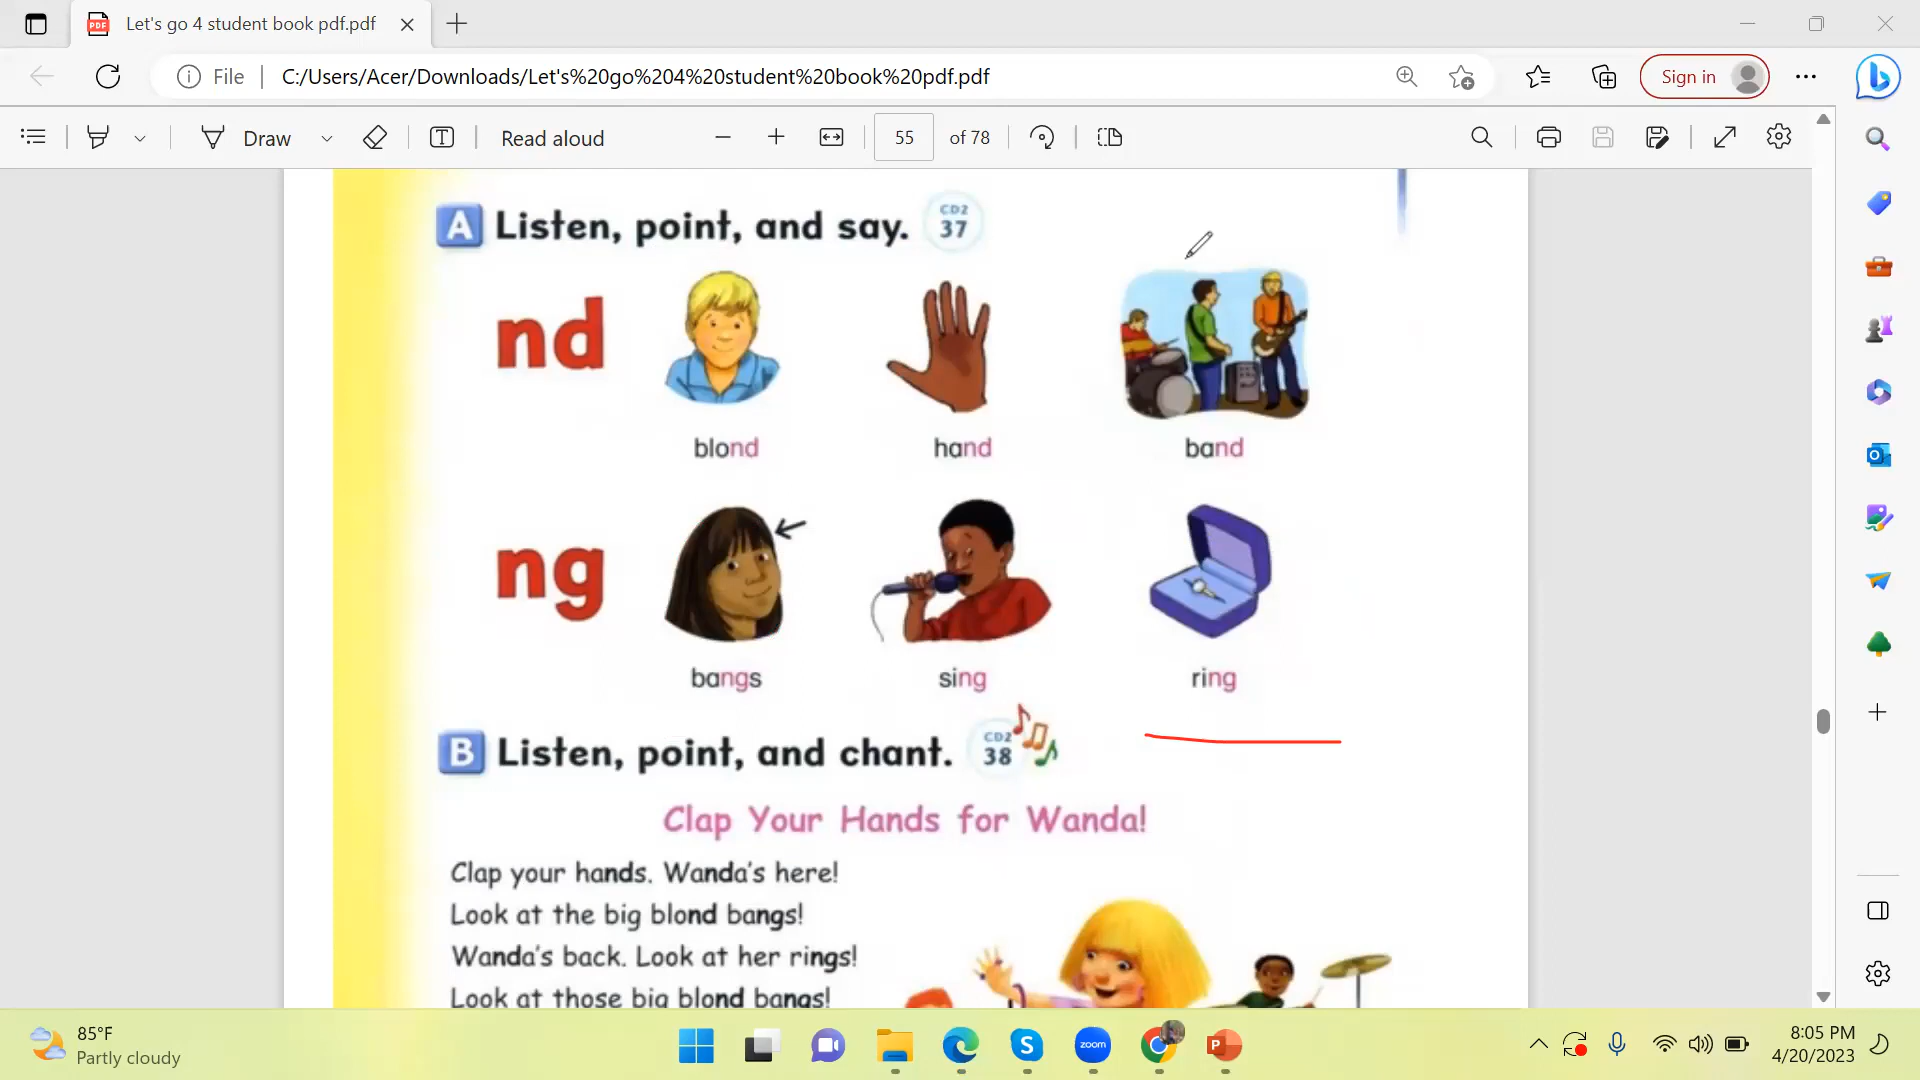 Let's go 4 student book pdf.pdf
File
C:/Users/Acer/Downloads/Let's%20go%204%20student%20book%20pdf.pdf
Sign in
Draw
Read aloud
55 of 78
A Listen, point, and say. CD2 37
nd
blond hand band
ng
bangs sing ring
B Listen, point, and chant. CD2 38
Clap Your Hands for Wanda!
Clap your hands. Wanda's here!
Look at the big blond bangs!
Wanda's back. Look at her rings!
Look at those big blond bangs!
85°F
Partly cloudy
zoom
8:05 PM
4/20/2023